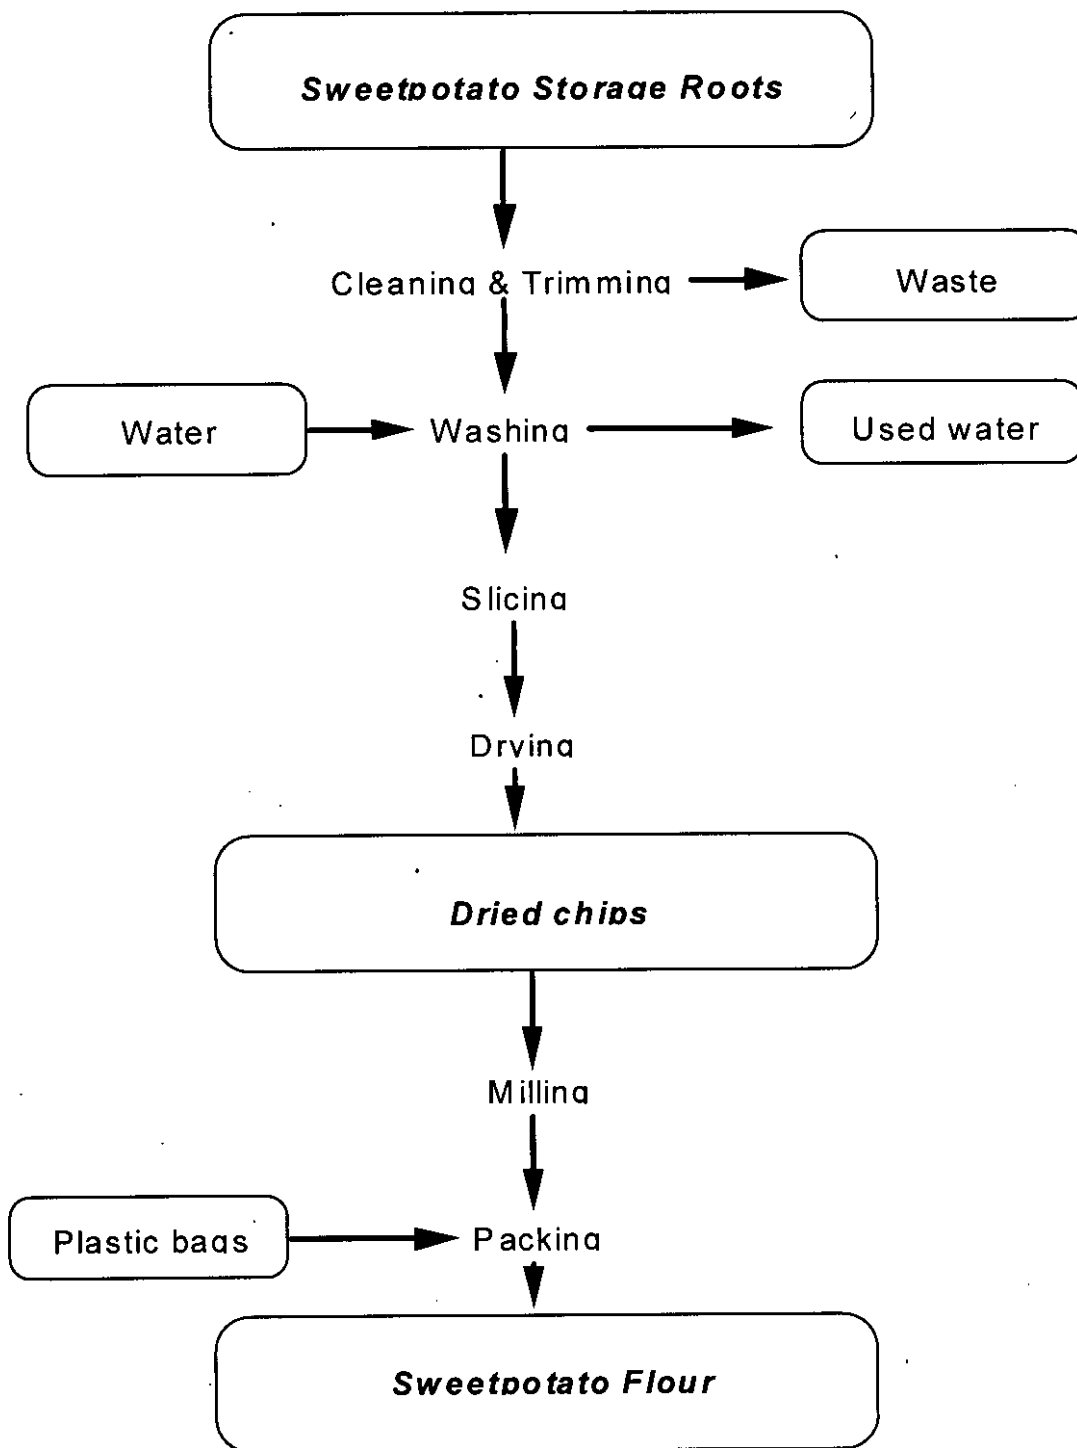 Sweetpotato Storage Roots
Cleaning & Trimming
Waste
Water
Washing
Used water
Slicing
Drying
Dried chips
Milling
Plastic bags
Packing
Sweetpotato Flour